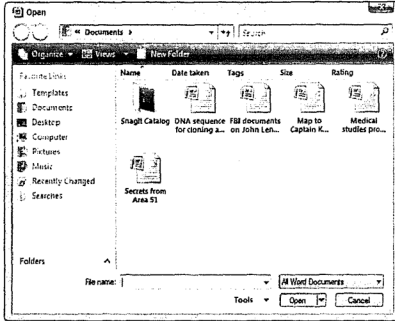 Open
« Documents ▸
Search
Organize Views New Folder
Favorite Links
Name Date taken Tags Size Rating
Templates
Documents
Desktop
Computer
Pictures
Music
Recently Changed
Searches
Snagit Catalog
DNA sequence for cloning a...
FBI documents on John Len...
Map to Captain K...
Medical studies pro...
Secrets from Area 51
Folders
File name:
All Word Documents
Tools Open Cancel